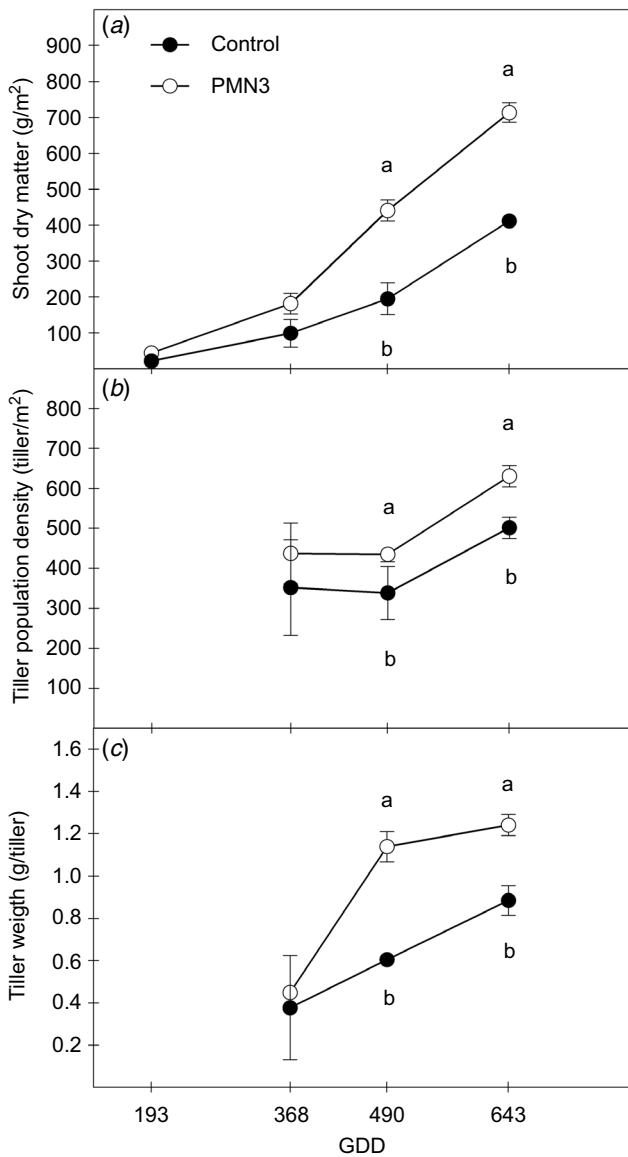 (a)
Control
PMN3
Shoot dry matter (g/m²)
900
800
700
600
500
400
300
200
100
a
a
b
b
(b)
Tiller population density (tiller/m²)
800
700
600
500
400
300
200
100
a
a
b
b
(c)
Tiller weigth (g/tiller)
1.6
1.4
1.2
1.0
0.8
0.6
0.4
0.2
a
a
b
b
193 368 490 643
GDD